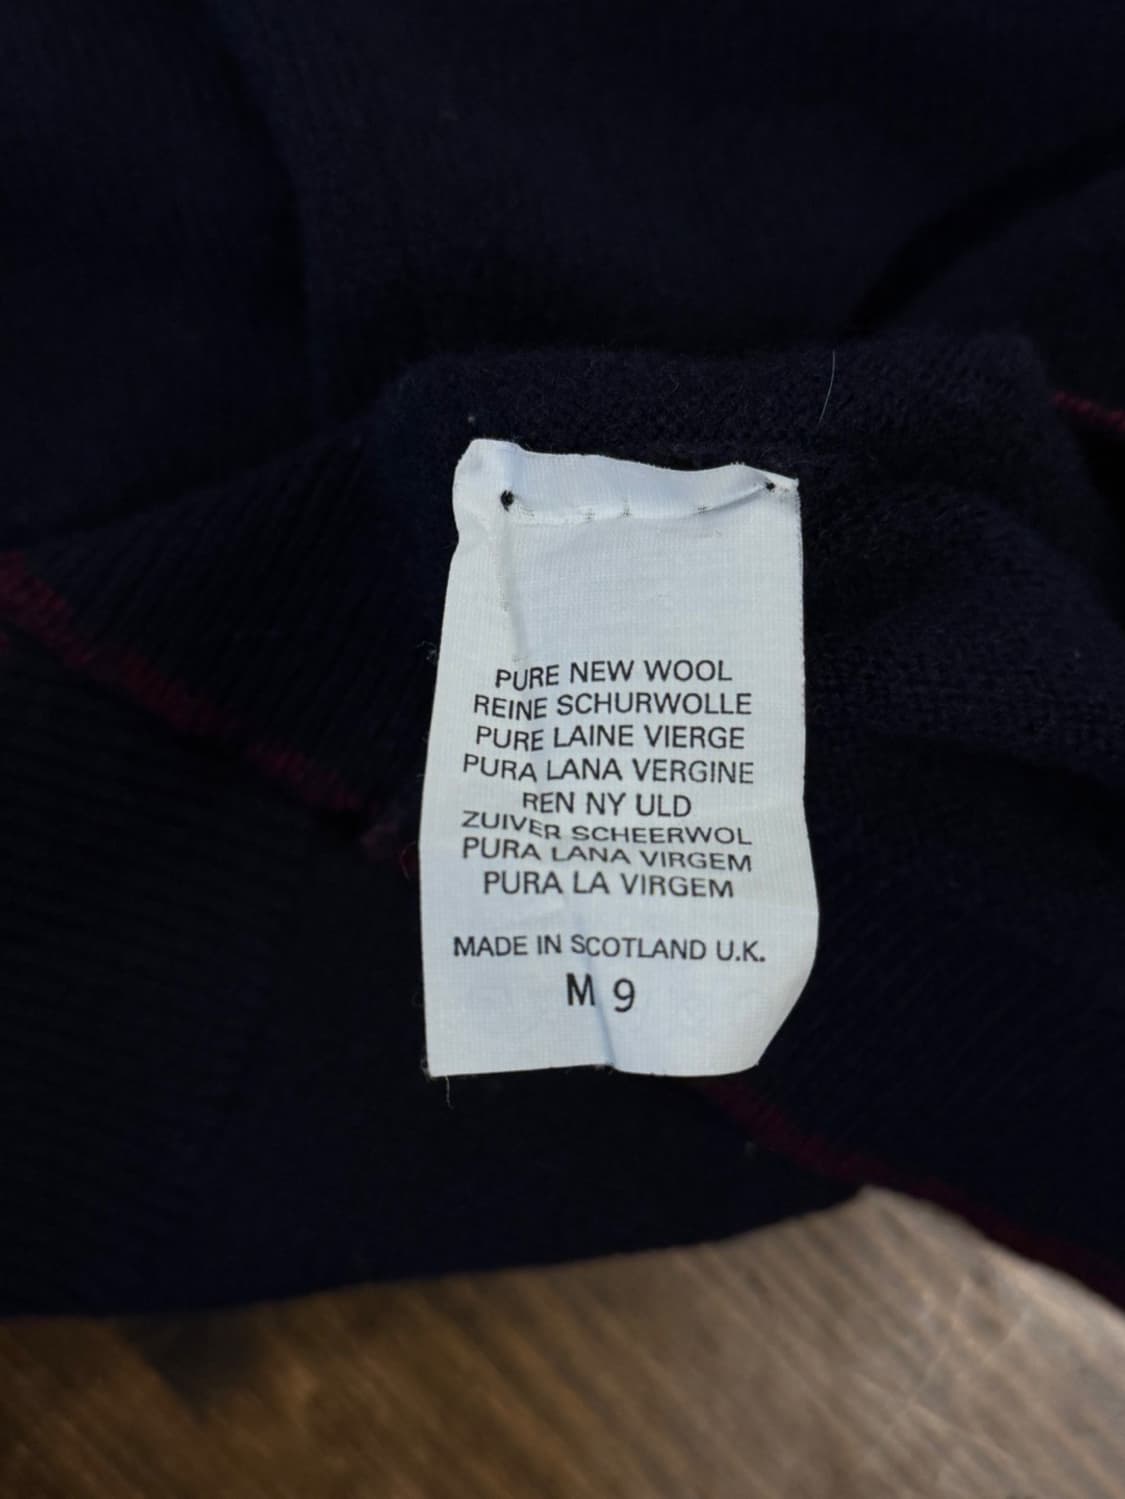 PURE NEW WOOL
REINE SCHURWOLLE
PURE LAINE VIERGE
PURA LANA VERGINE
REN NY ULD
ZUIVER SCHEERWOL
PURA LANA VIRGEM
PURA LA VIRGEM
MADE IN SCOTLAND U.K.
M 9